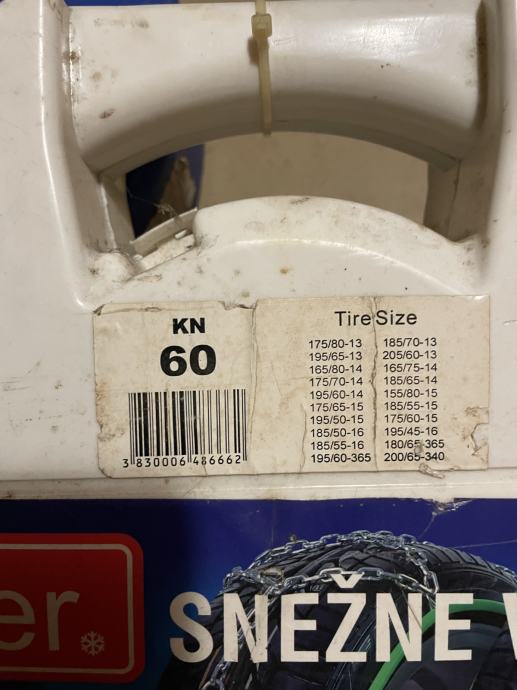 KN
60
3 830006 486662
Tire Size
175/80-13 185/70-13
195/65-13 205/60-13
165/80-14 165/75-14
175/70-14 185/65-14
195/60-14 155/80-15
175/65-15 185/55-15
195/50-15 175/60-15
185/50-16 195/45-16
185/55-16 180/65-365
195/60-365 200/65-340
er.
SNEŽNE V